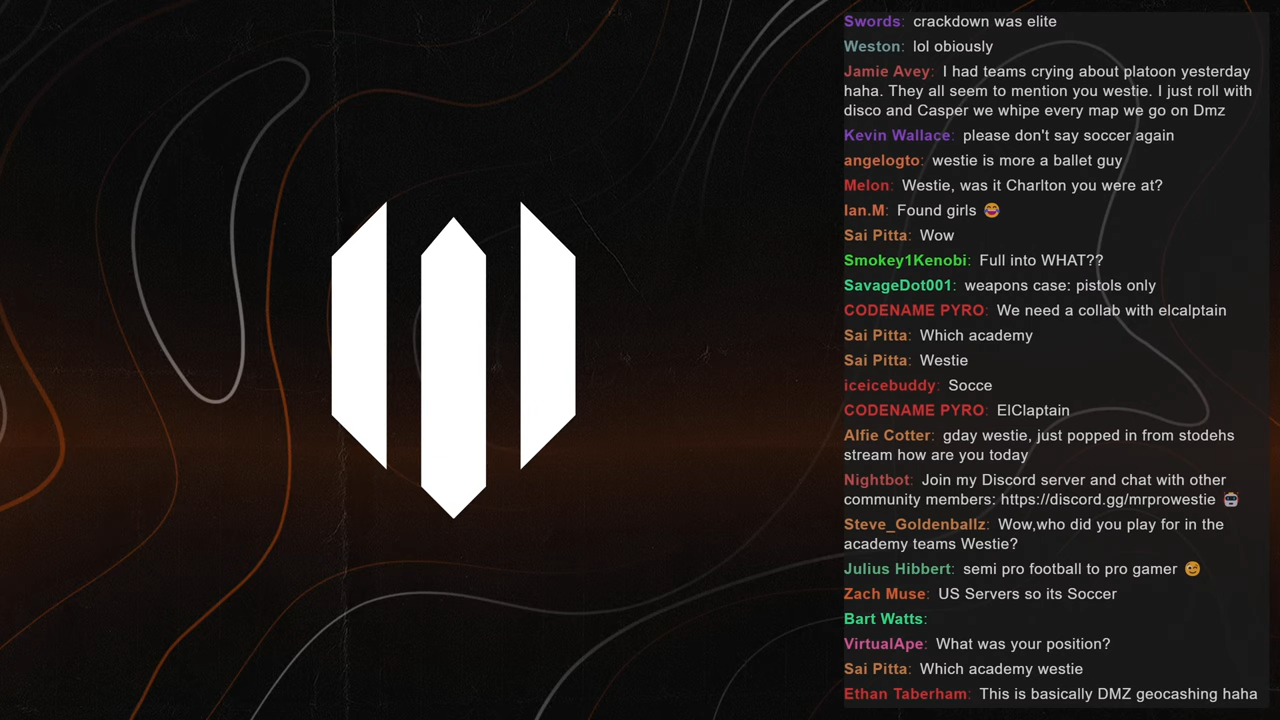 Swords: crackdown was elite
Weston: lol obiously
Jamie Avey: I had teams crying about platoon yesterday
haha. They all seem to mention you westie. I just roll with
disco and Casper we whipe every map we go on Dmz
Kevin Wallace: please don't say soccer again
angelogto: westie is more a ballet guy
Melon: Westie, was it Charlton you were at?
Ian.M: Found girls 😂
Sai Pitta: Wow
Smokey1Kenobi: Full into WHAT??
SavageDot001: weapons case: pistols only
CODENAME PYRO: We need a collab with elcalptain
Sai Pitta: Which academy
Sai Pitta: Westie
iceicebuddy: Socce
CODENAME PYRO: ElClaptain
Alfie Cotter: gday westie, just popped in from stodehs
stream how are you today
Nightbot: Join my Discord server and chat with other
community members: https://discord.gg/mrprowestie 🤖
Steve_Goldenballz: Wow,who did you play for in the
academy teams Westie?
Julius Hibbert: semi pro football to pro gamer 😉
Zach Muse: US Servers so its Soccer
Bart Watts:
VirtualApe: What was your position?
Sai Pitta: Which academy westie
Ethan Taberham: This is basically DMZ geocashing haha